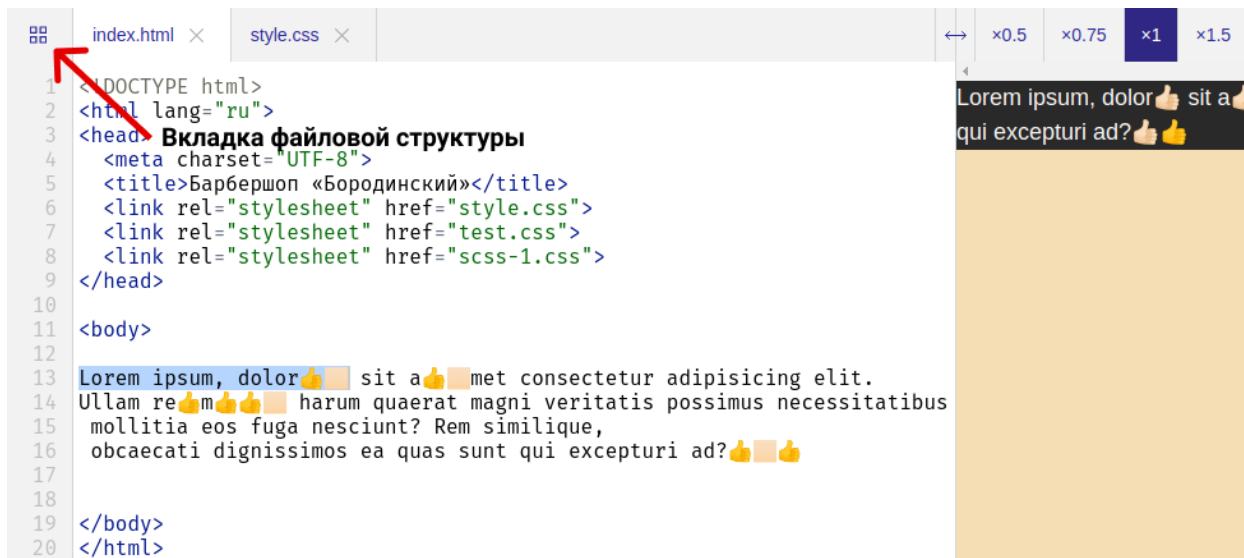 index.html × style.css × ↔ ×0.5 ×0.75 ×1 ×1.5
1 <!DOCTYPE html>
2 <html lang="ru">
3 <head>
Вкладка файловой структуры
4 <meta charset="UTF-8">
5 <title>Барбершоп «Бородинский»</title>
6 <link rel="stylesheet" href="style.css">
7 <link rel="stylesheet" href="test.css">
8 <link rel="stylesheet" href="scss-1.css">
9 </head>
10
11 <body>
12
13 Lorem ipsum, dolor👍🏻 sit a👍🏻met consectetur adipisicing elit.
14 Ullam re👍m👍👍🏻 harum quaerat magni veritatis possimus necessitatibus
15 mollitia eos fuga nesciunt? Rem similique,
16 obcaecati dignissimos ea quas sunt qui excepturi ad?👍🏻👍
17
18
19 </body>
20 </html>
Lorem ipsum, dolor👍🏻 sit a👍🏻
qui excepturi ad?👍🏻👍